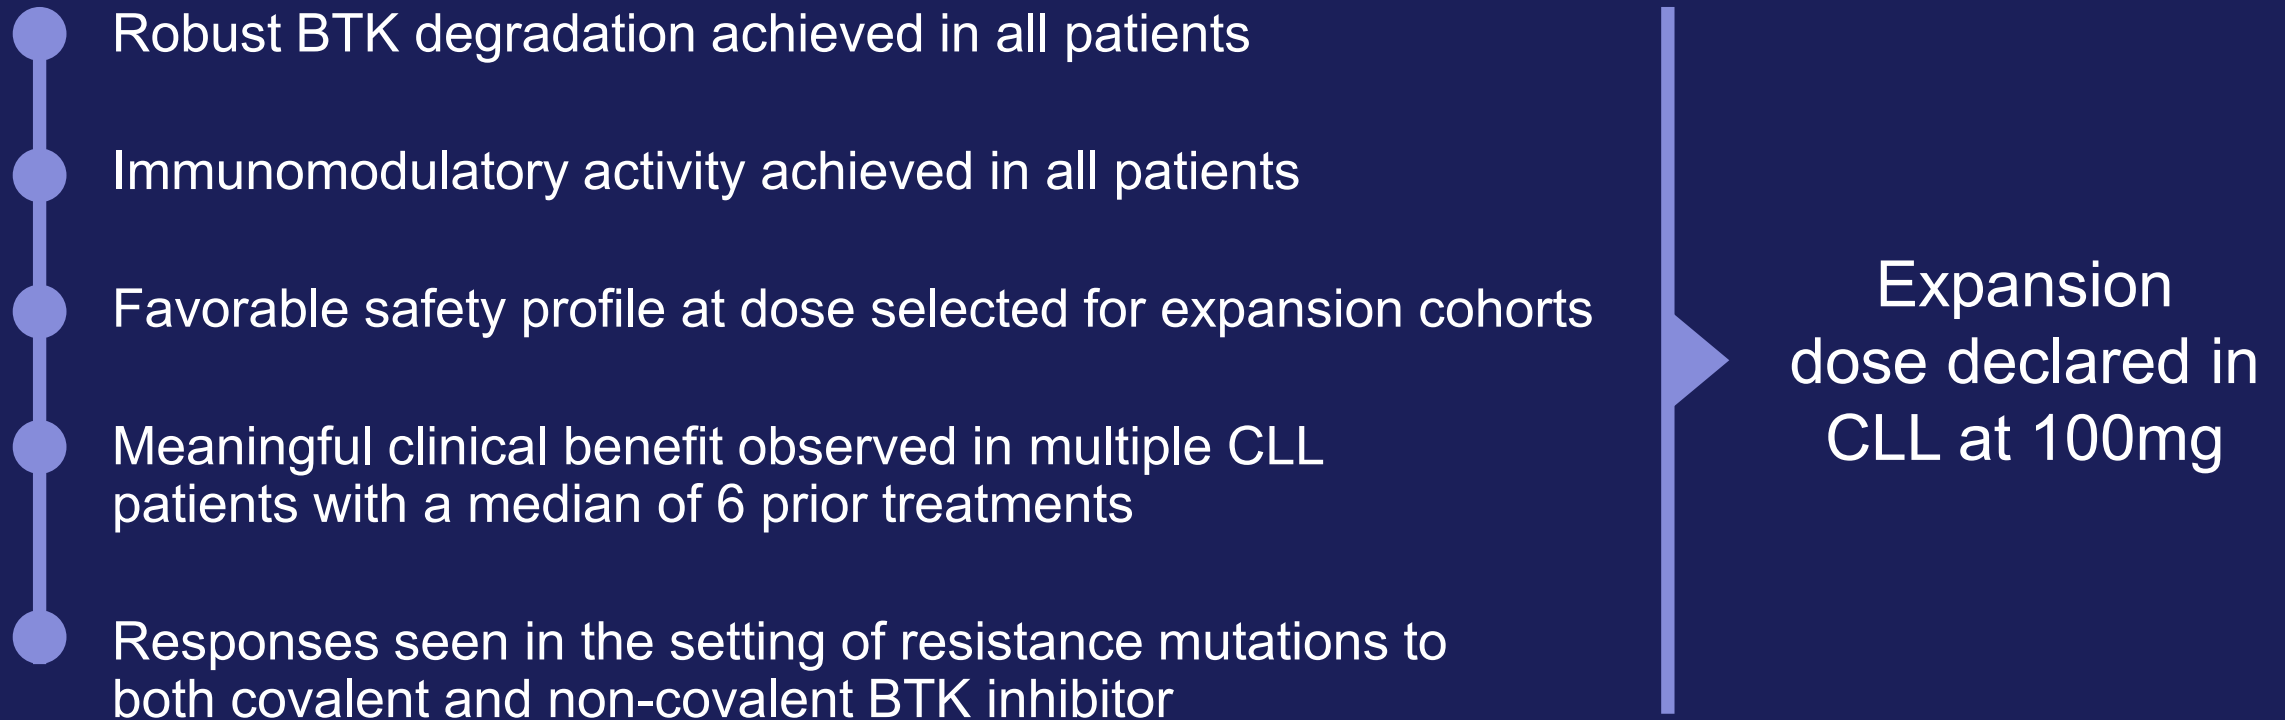 Robust BTK degradation achieved in all patients
Immunomodulatory activity achieved in all patients
Favorable safety profile at dose selected for expansion cohorts
Meaningful clinical benefit observed in multiple CLL
patients with a median of 6 prior treatments
Responses seen in the setting of resistance mutations to
both covalent and non-covalent BTK inhibitor
Expansion
dose declared in
CLL at 100mg